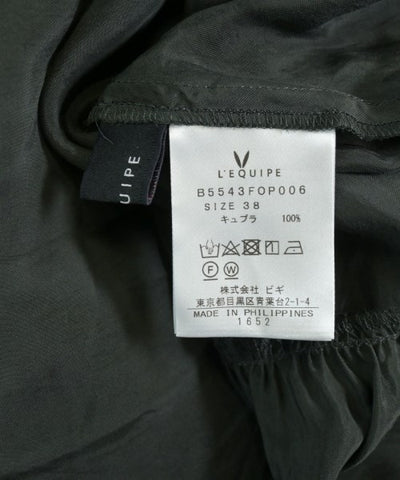 QUIPE
L'EQUIPE
B5543FOP006
SIZE 38
キュプラ 100%
F W
株式会社 ビギ
東京都目黒区青葉台2-1-4
MADE IN PHILIPPINES
1652